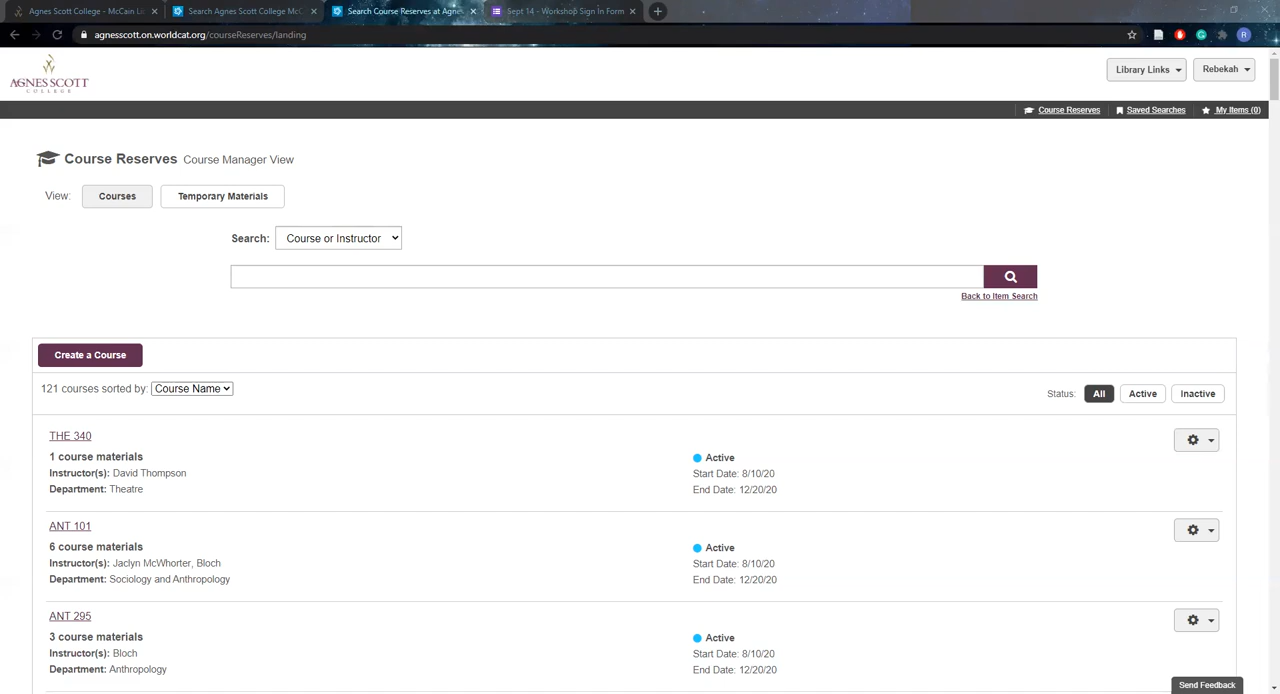 Agnes Scott College - McCain Li
Search Agnes Scott College McC
Search Course Reserves at Agnes
Sept 14 - Workshop Sign In Form
agnesscott.on.worldcat.org/courseReserves/landing
R
AGNES SCOTT
COLLEGE
Library Links
Rebekah
Course Reserves
Saved Searches
My Items (0)
Course Reserves Course Manager View
View: Courses Temporary Materials
Search: Course or Instructor
Back to Item Search
Create a Course
121 courses sorted by: Course Name
Status: All Active Inactive
THE 340
1 course materials
Instructor(s): David Thompson
Department: Theatre
Active
Start Date: 8/10/20
End Date: 12/20/20
ANT 101
6 course materials
Instructor(s): Jaclyn McWhorter, Bloch
Department: Sociology and Anthropology
Active
Start Date: 8/10/20
End Date: 12/20/20
ANT 295
3 course materials
Instructor(s): Bloch
Department: Anthropology
Active
Start Date: 8/10/20
End Date: 12/20/20
Send Feedback